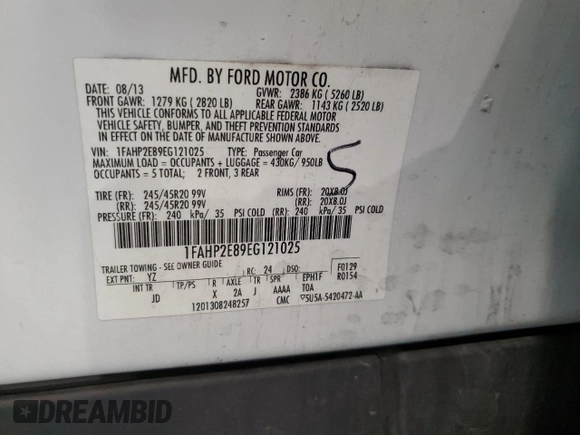 MFD. BY FORD MOTOR CO.
DATE: 08/13 GVWR: 2386 KG ( 5260 LB)
FRONT GAWR: 1279 KG ( 2820 LB) REAR GAWR: 1143 KG ( 2520 LB)
THIS VEHICLE CONFORMS TO ALL APPLICABLE FEDERAL MOTOR
VEHICLE SAFETY, BUMPER, AND THEFT PREVENTION STANDARDS
IN EFFECT ON THE DATE OF MANUFACTURE SHOWN ABOVE.
VIN: 1FAHP2E89EG121025 TYPE: Passenger Car
MAXIMUM LOAD = OCCUPANTS + LUGGAGE = 430KG/ 950LB
OCCUPANTS = 5 TOTAL; 2 FRONT, 3 REAR
5
TIRE (FR): 245/45R20 99V RIMS (FR): 20X8.0J
(RR): 245/45R20 99V (RR): 20X8.0J
PRESSURE (FR): 240 kPa/ 35 PSI COLD (RR): 240 kPa/ 35 PSI COLD
1FAHP2E89EG121025
TRAILER TOWING - SEE OWNER GUIDE
EXT PNT: YZ RC: 24 DSO: F0129
R0154
INT TR TP/PS R AXLE TR SPR EPH1F
JD X 2A J AAAA TOA
1201308248257 CMC 5U5A-5420472-AA
DREAMBID